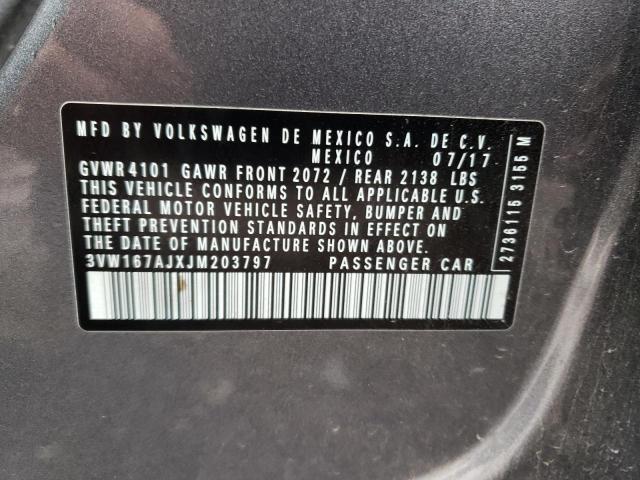 MFD BY VOLKSWAGEN DE MEXICO S.A. DE C.V.
MEXICO 07/17
GVWR 4101 GAWR FRONT 2072 / REAR 2138 LBS
THIS VEHICLE CONFORMS TO ALL APPLICABLE U.S.
FEDERAL MOTOR VEHICLE SAFETY, BUMPER AND
THEFT PREVENTION STANDARDS IN EFFECT ON
THE DATE OF MANUFACTURE SHOWN ABOVE.
3VW167AJXJM203797 PASSENGER CAR
2736115 3155 M